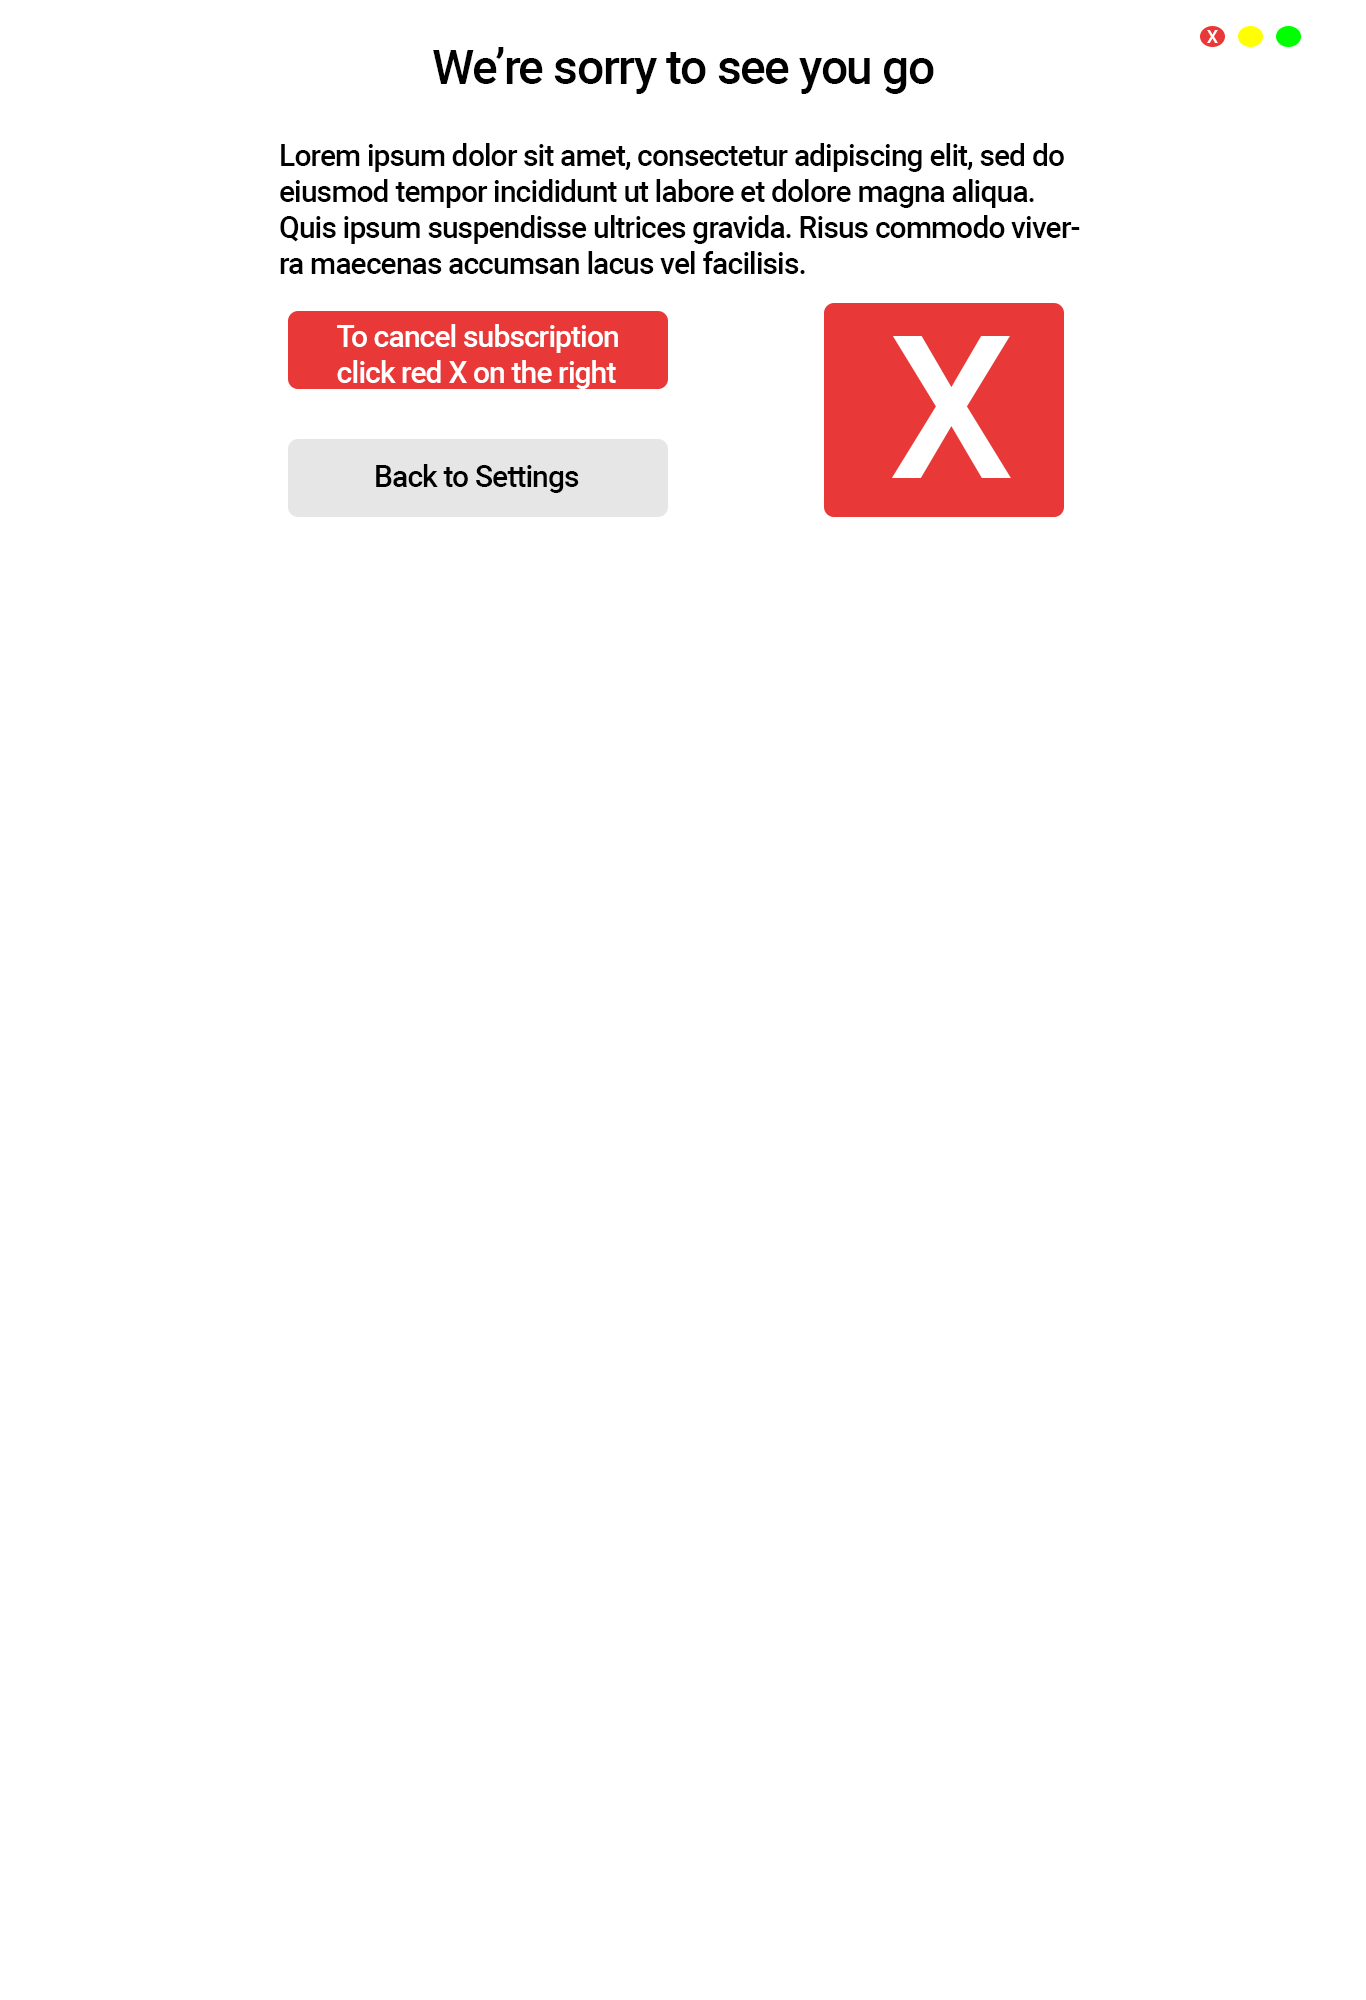 X
We’re sorry to see you go
Lorem ipsum dolor sit amet, consectetur adipiscing elit, sed do
eiusmod tempor incididunt ut labore et dolore magna aliqua.
Quis ipsum suspendisse ultrices gravida. Risus commodo viver-
ra maecenas accumsan lacus vel facilisis.
To cancel subscription
click red X on the right
X
Back to Settings